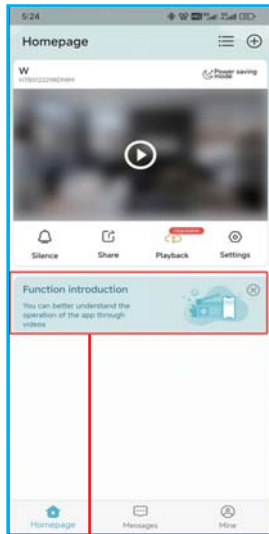 5:24
Homepage
W
Power saving
mode
Silence Share Playback Settings
Function introduction
You can better understand the
operation of the app through
videos
Homepage Messages Mine